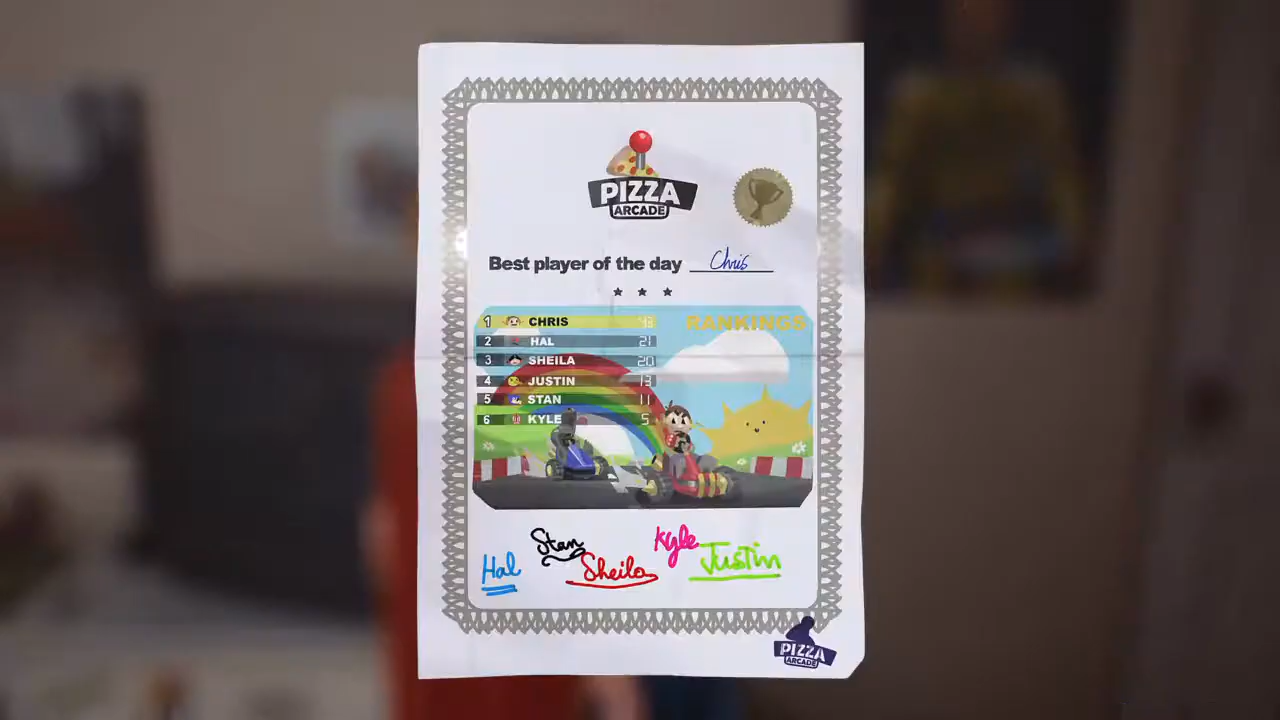 PIZZA
ARCADE
Best player of the day Chris
RANKINGS
1 CHRIS 43
2 HAL 21
3 SHEILA 20
4 JUSTIN 13
5 STAN 11
6 KYLE 5
Stan
Kyle
Hal
Sheila
Justin
PIZZA
ARCADE